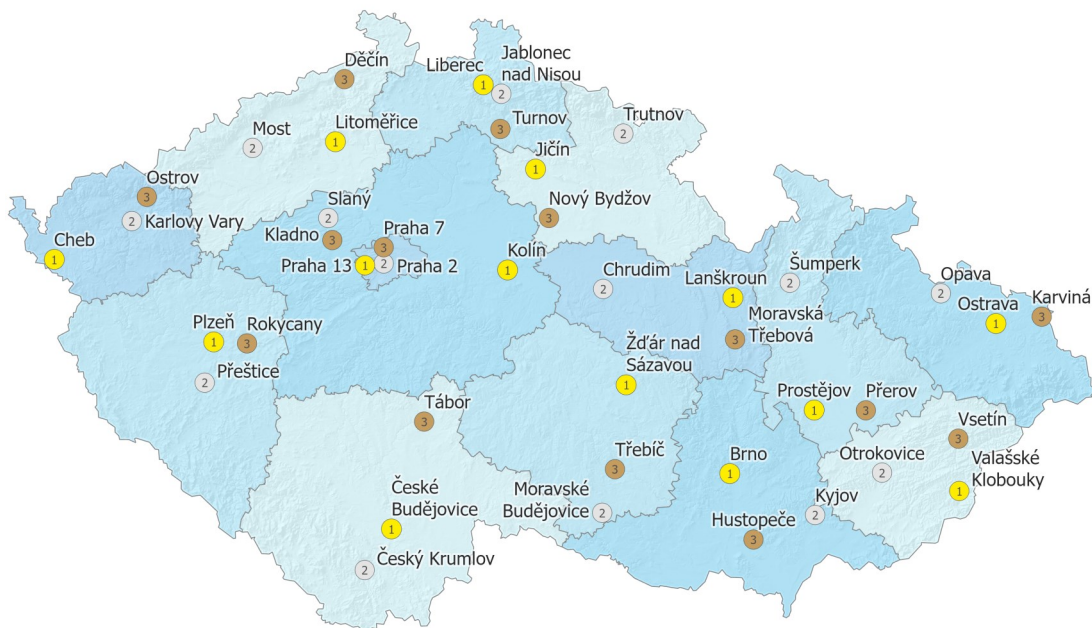 Děčín
3
Liberec
1
Jablonec
nad Nisou
2
Turnov
3
Trutnov
2
Most
2
Litoměřice
1
Jičín
1
Ostrov
3
Karlovy Vary
2
Cheb
1
Slaný
2
Kladno
3
Praha 7
3
Praha 13
1
2
Praha 2
Nový Bydžov
3
Kolín
1
Chrudim
2
Lanškroun
1
Moravská
Třebová
3
Šumperk
2
Opava
2
Ostrava
1
Karviná
3
Plzeň
1
Rokycany
3
Přeštice
2
Žďár nad
Sázavou
1
Tábor
3
Prostějov
1
Přerov
3
Vsetín
3
Valašské
Klobouky
1
Otrokovice
2
Třebíč
3
Brno
1
České
Budějovice
1
Moravské
Budějovice
2
Kyjov
2
Hustopeče
3
Český Krumlov
2